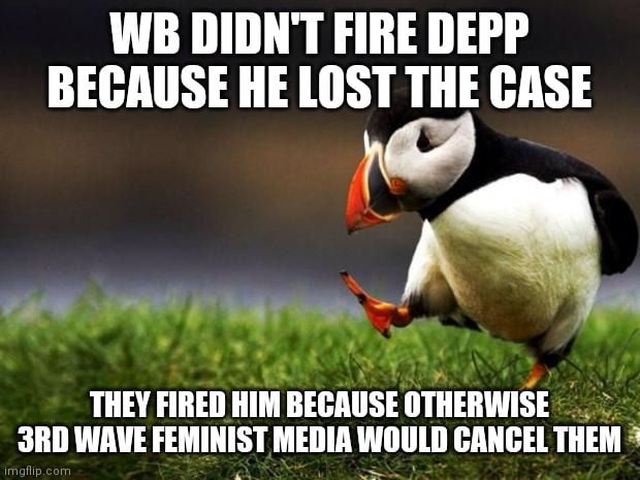 WB DIDN'T FIRE DEPP
BECAUSE HE LOST THE CASE
THEY FIRED HIM BECAUSE OTHERWISE
3RD WAVE FEMINIST MEDIA WOULD CANCEL THEM
imgflip.com